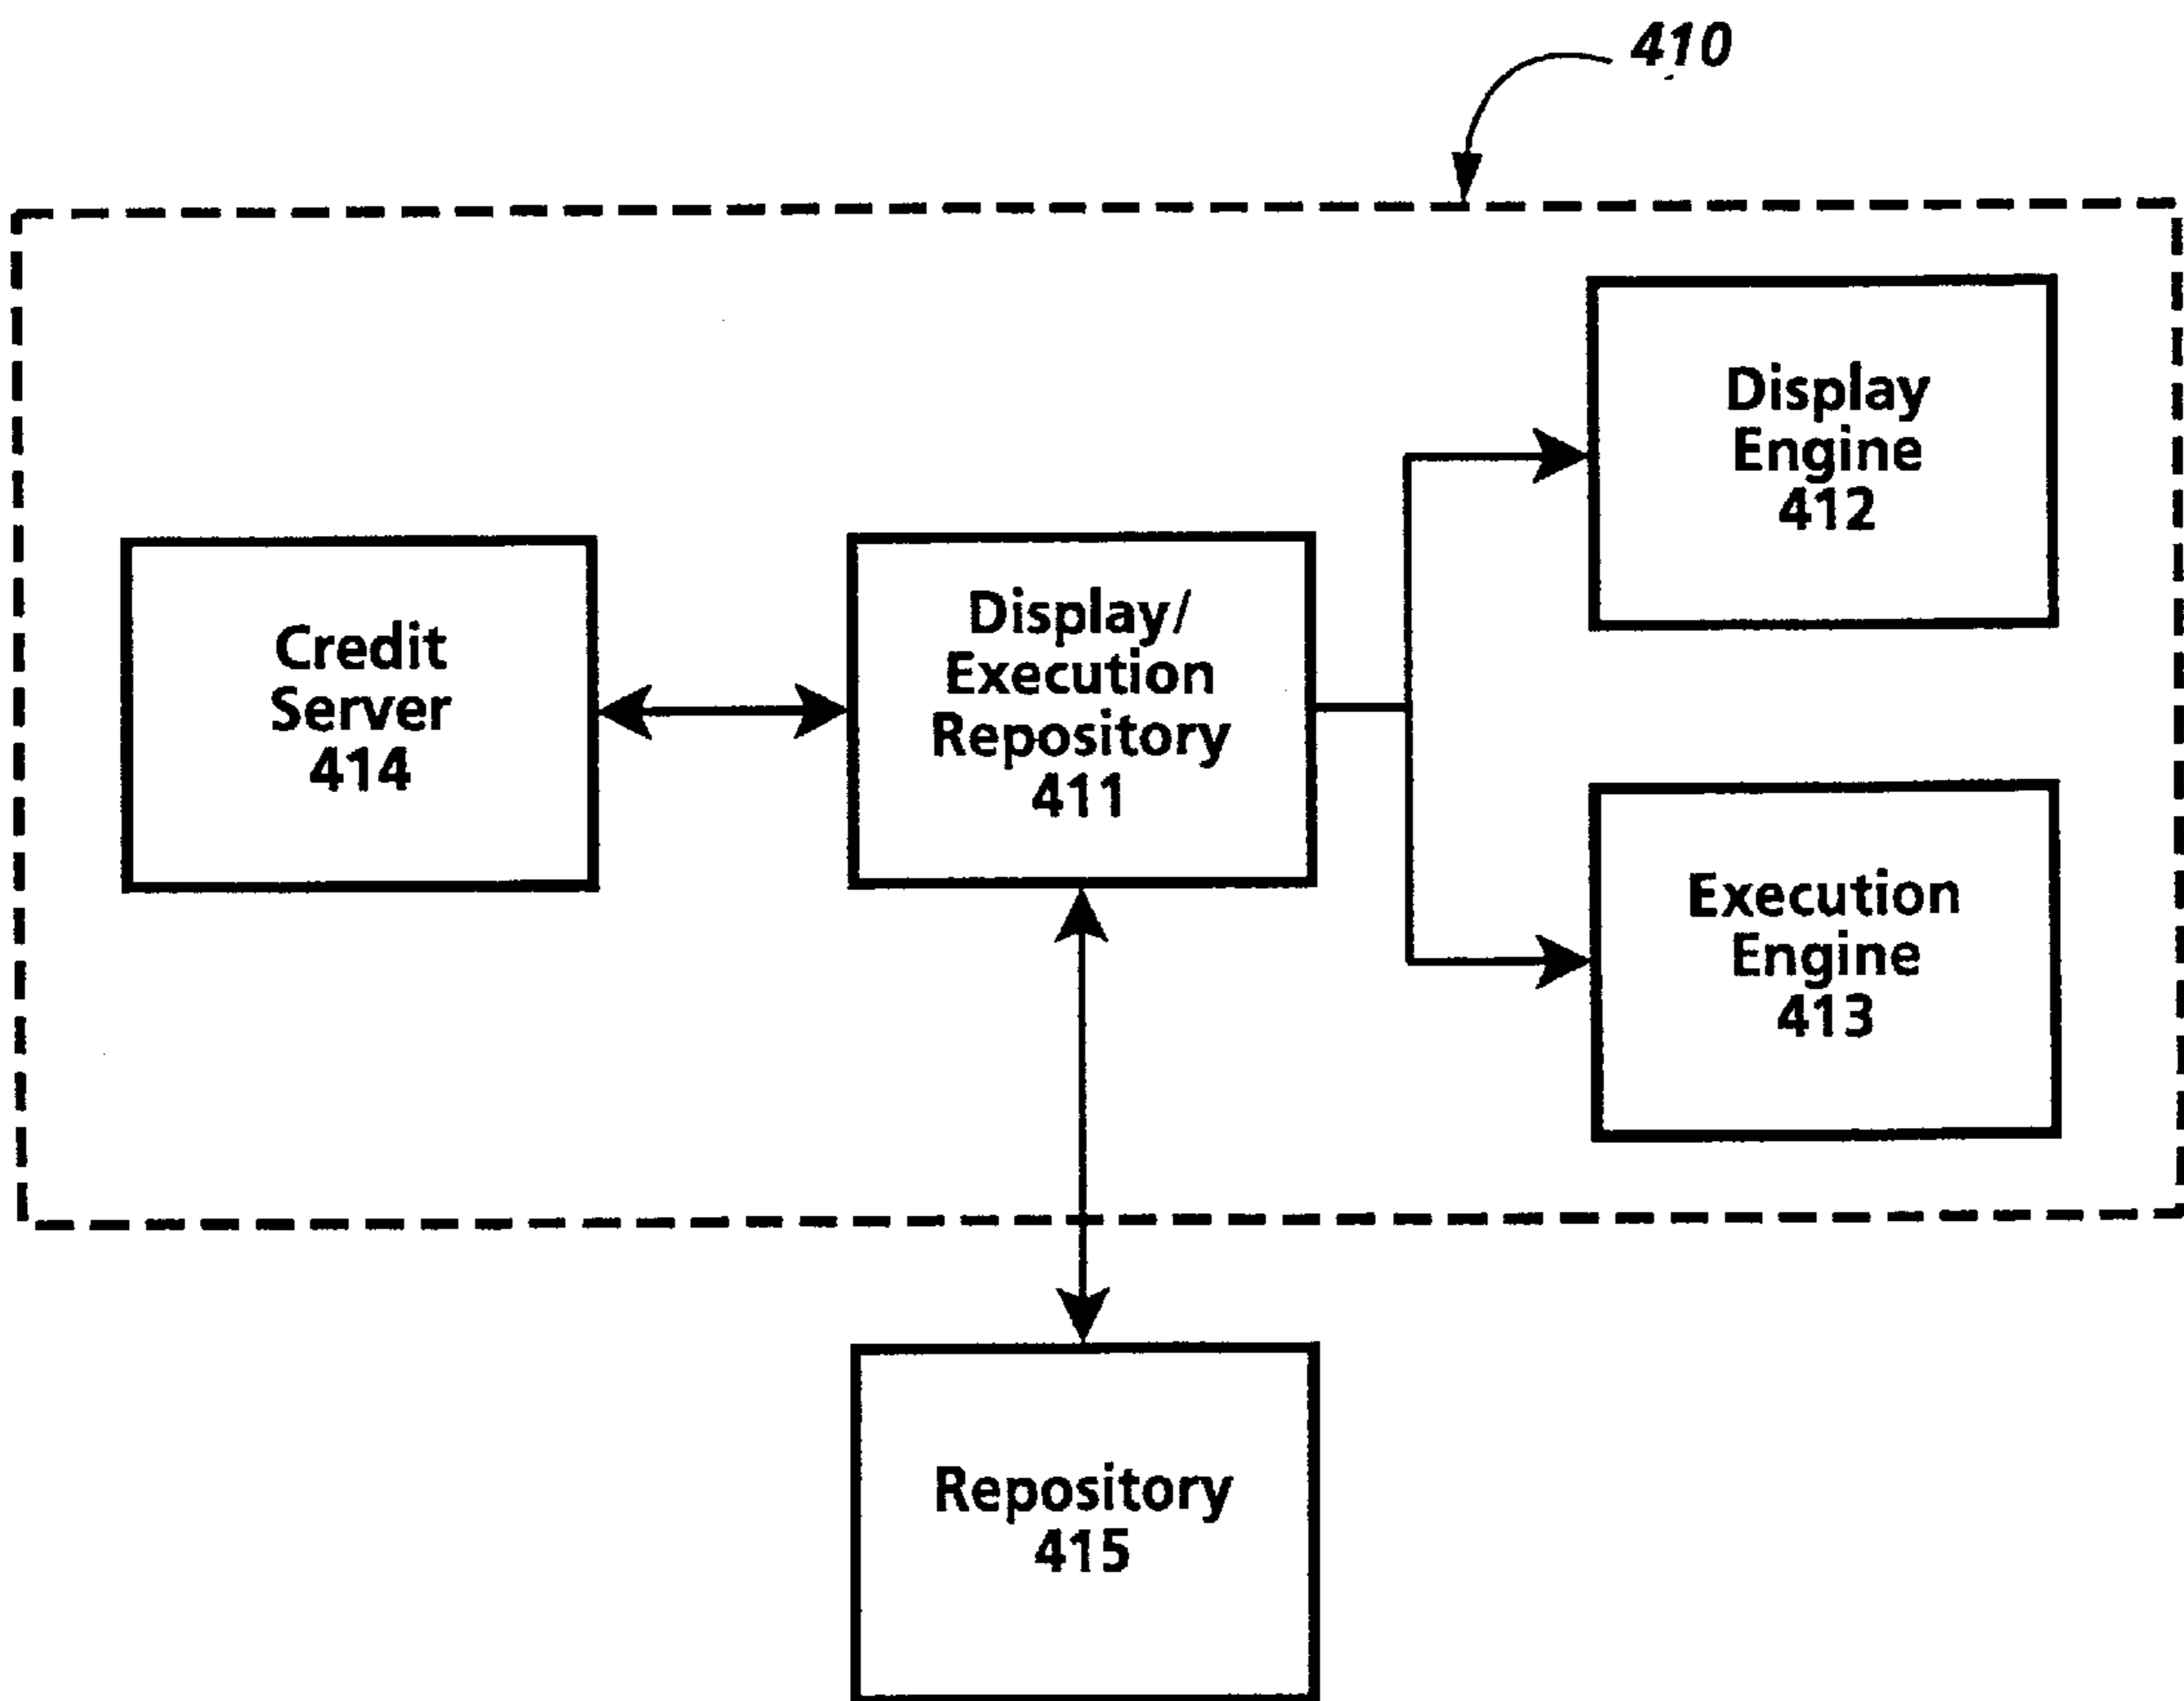 410
Display
Engine
412
Credit
Server
414
Display/
Execution
Repository
411
Execution
Engine
413
Repository
415